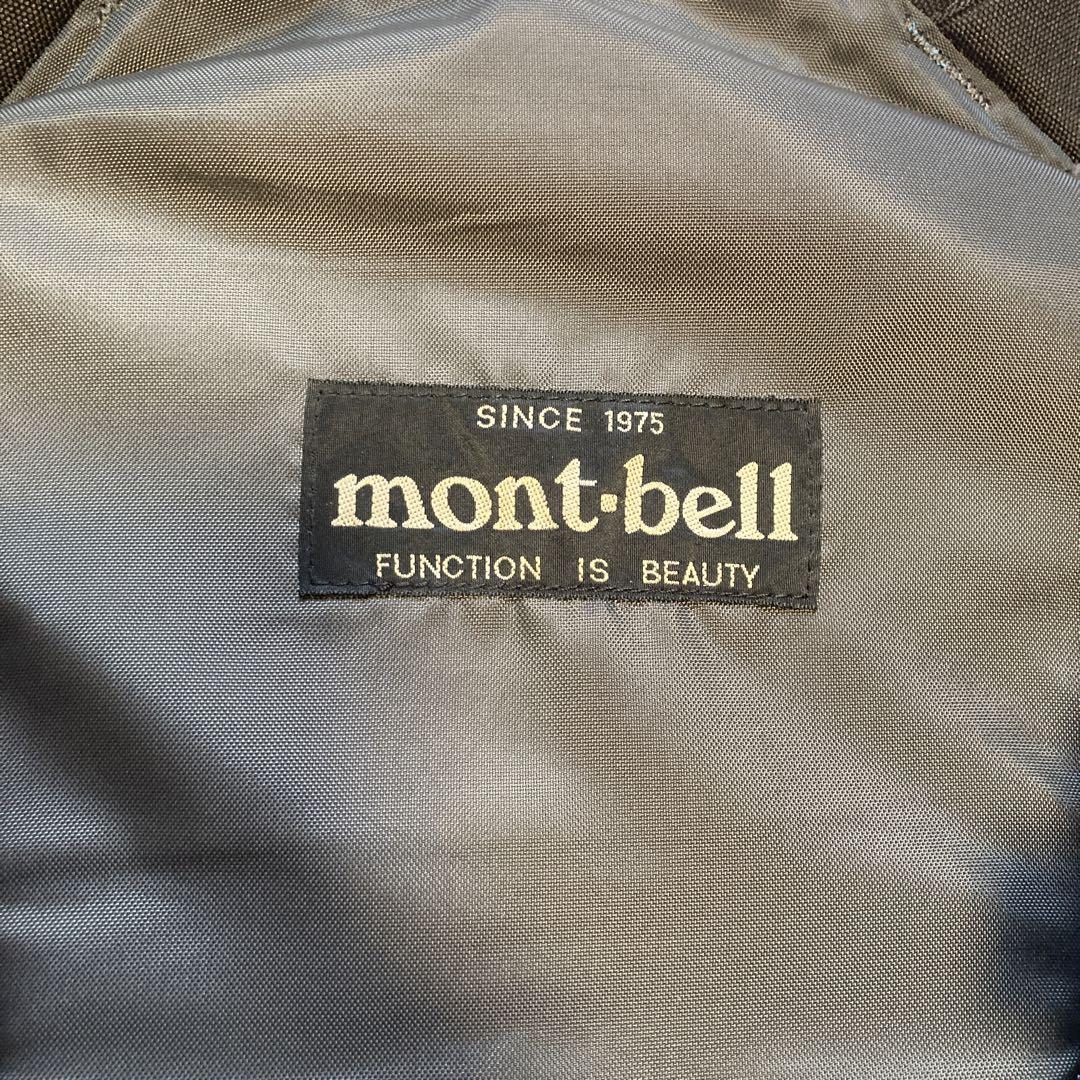 SINCE 1975
mont·bell
FUNCTION IS BEAUTY